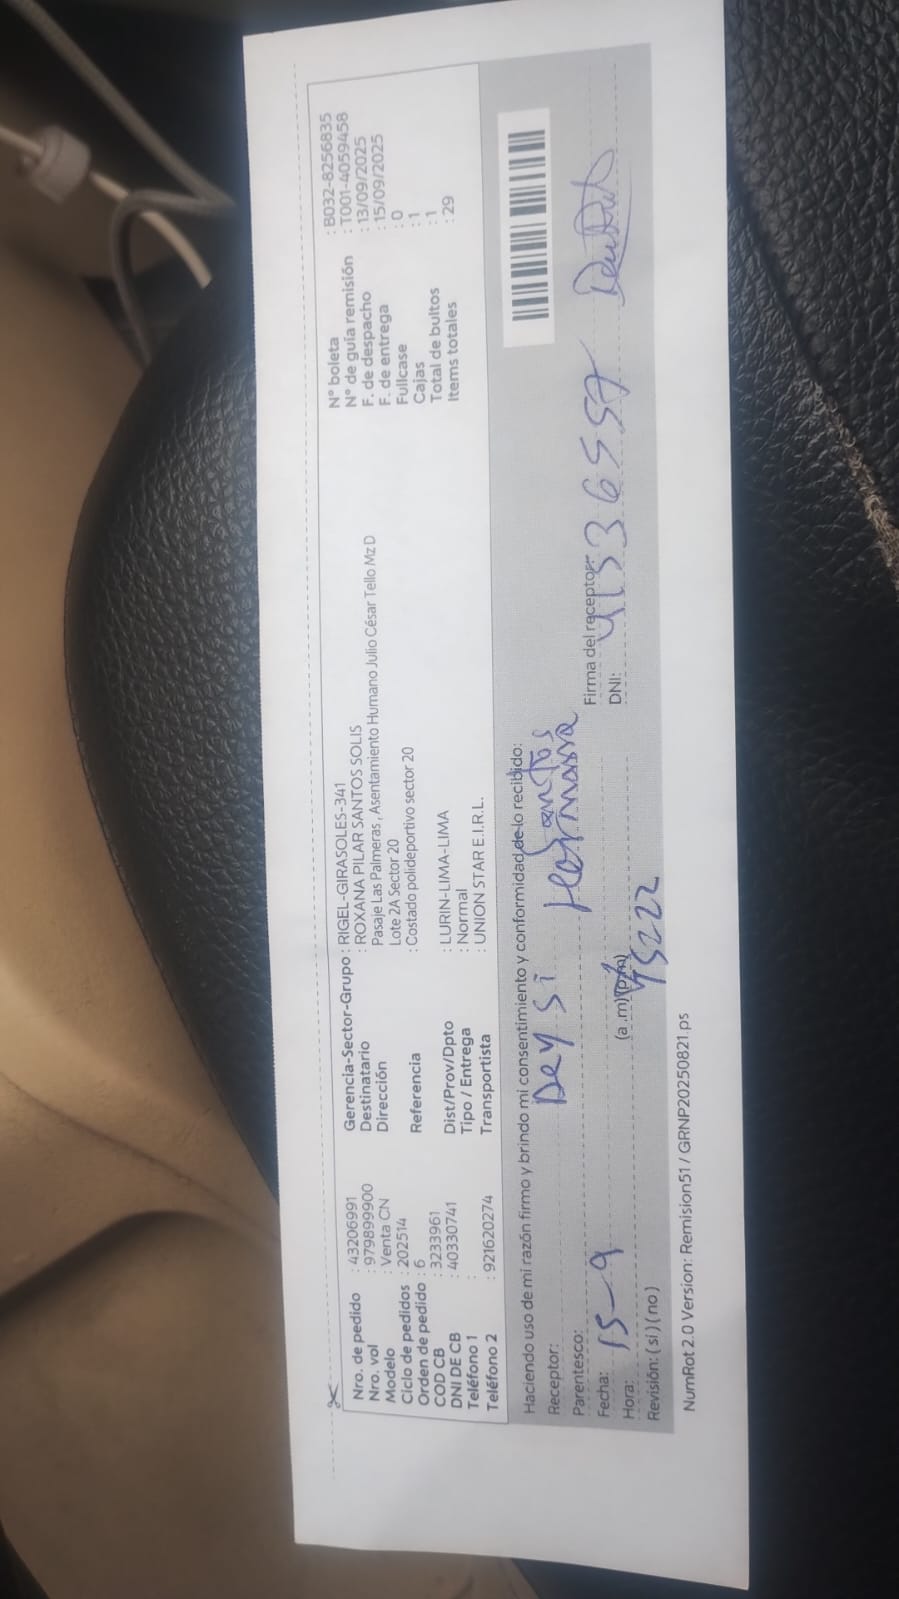 Nro. de pedido : 43206991
Nro. vol : 979899900
Modelo : Venta CN
Ciclo de pedidos : 202514
Orden de pedido : 6
COD CB : 3233961
DNI DE CB : 40330741
Teléfono 1 :
Teléfono 2 : 921620274
Gerencia-Sector-Grupo : RIGEL-GIRASOLES-341
Destinatario : ROXANA PILAR SANTOS SOLIS
Dirección Pasaje Las Palmeras , Asentamiento Humano Julio César Tello Mz D
Lote 2A Sector 20
Referencia : Costado polideportivo sector 20
Dist/Prov/Dpto : LURIN-LIMA-LIMA
Tipo / Entrega : Normal
Transportista : UNION STAR E.I.R.L.
N° boleta : B032-8256835
N° de guía remisión : T001-4059458
F. de despacho : 13/09/2025
F. de entrega : 15/09/2025
Fullcase : 0
Cajas : 1
Total de bultos : 1
Items totales : 29
Haciendo uso de mi razón firmo y brindo mi consentimiento y conformidad de lo recibido:
Receptor: Deysi Santos
Parentesco: Hermana
Fecha: 15-9
Hora: (a .m) (p.m)
Revisión: ( si ) ( no )
Firma del receptor:
DNI: 41536557
NumRot 2.0 Version: Remision51 / GRNP20250821.ps